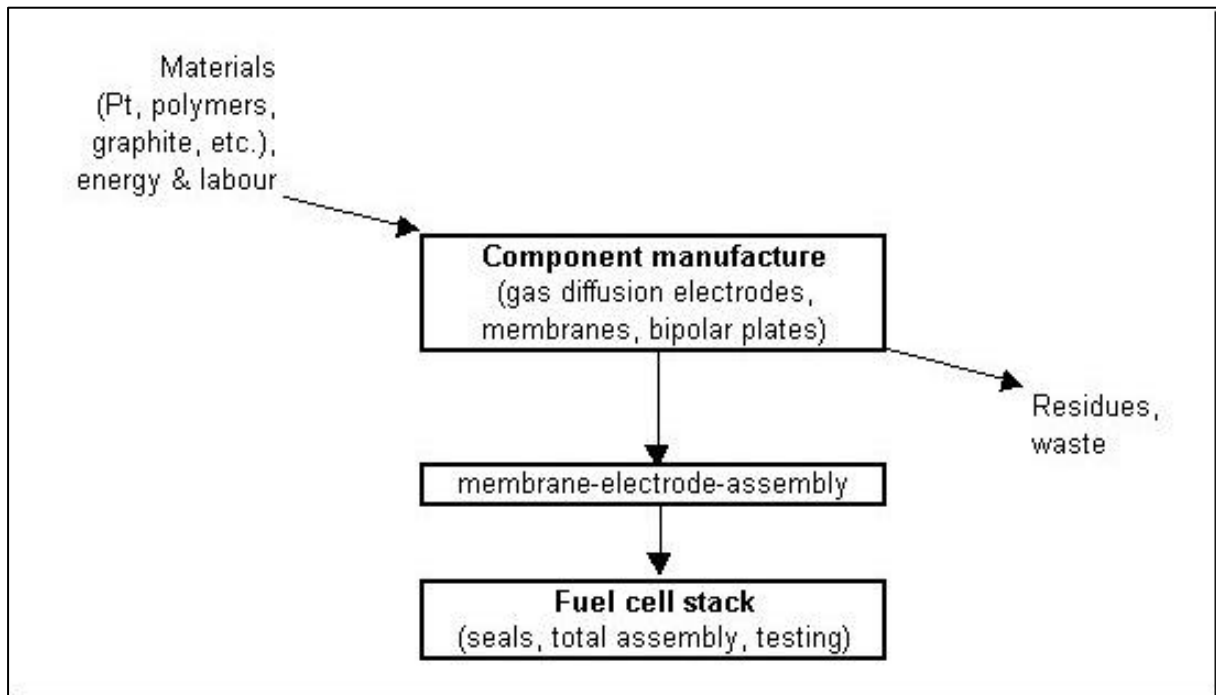 Materials
(Pt, polymers,
graphite, etc.),
energy & labour
Component manufacture
(gas diffusion electrodes,
membranes, bipolar plates)
Residues,
waste
membrane-electrode-assembly
Fuel cell stack
(seals, total assembly, testing)